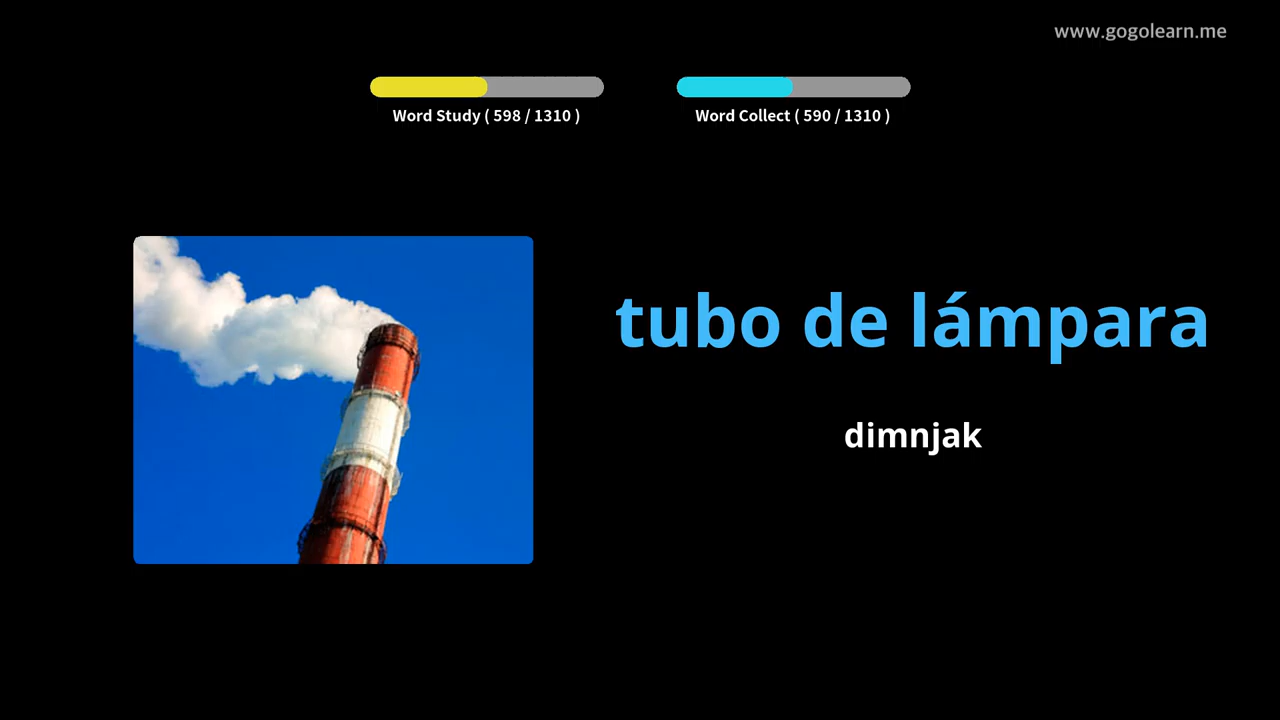 www.gogolearn.me
Word Study ( 598 / 1310 )
Word Collect ( 590 / 1310 )
tubo de lámpara
dimnjak